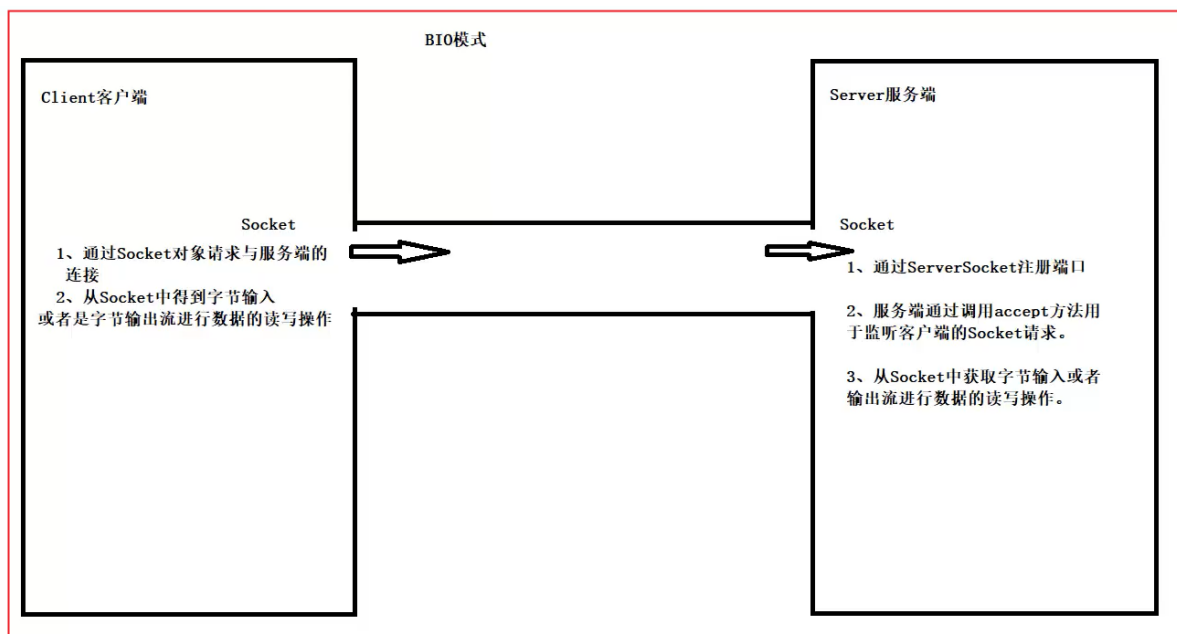 BIO模式
Client客户端
Socket
1、通过Socket对象请求与服务端的
连接
2、从Socket中得到字节输入
或者是字节输出流进行数据的读写操作
Server服务端
Socket
1、通过ServerSocket注册端口
2、服务端通过调用accept方法用
于监听客户端的Socket请求。
3、从Socket中获取字节输入或者
输出流进行数据的读写操作。